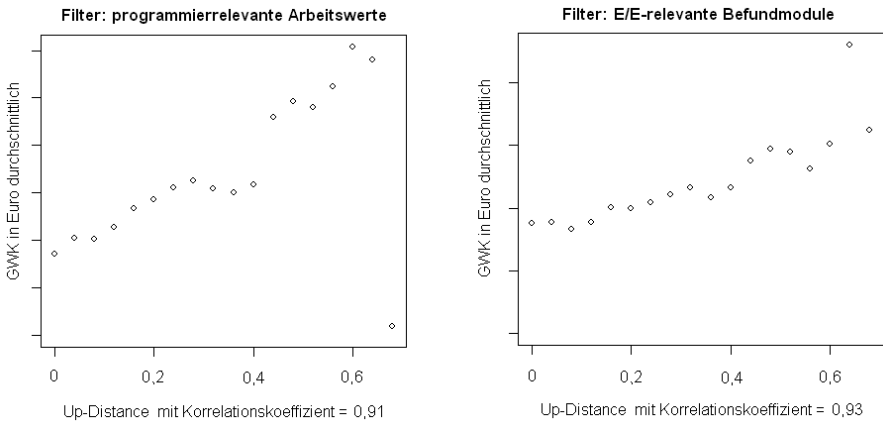 Filter: programmierrelevante Arbeitswerte
GWK in Euro durchschnittlich
0 0,2 0,4 0,6
Up-Distance mit Korrelationskoeffizient = 0,91
Filter: E/E-relevante Befundmodule
GWK in Euro durchschnittlich
0 0,2 0,4 0,6
Up-Distance mit Korrelationskoeffizient = 0,93